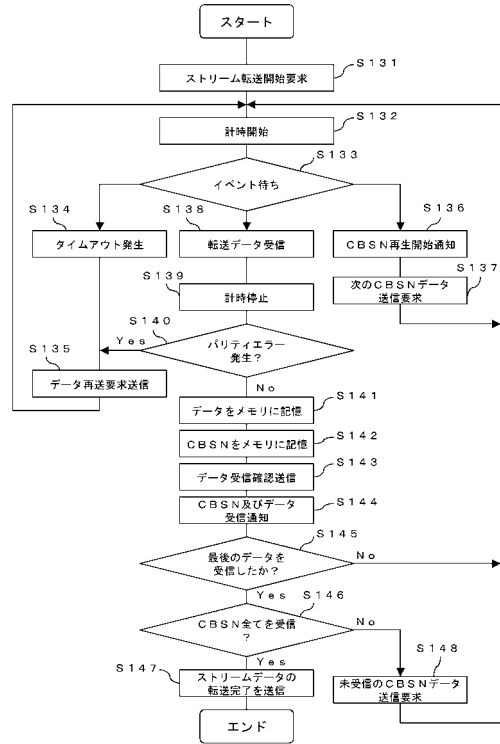 スタート
S131
ストリーム転送開始要求
S132
計時開始
S133
イベント待ち
S134
タイムアウト発生
S138
転送データ受信
S136
CBSN再生開始通知
S137
次のCBSNデータ
送信要求
S139
計時停止
S140
パリティエラー
発生?
Yes
No
S135
データ再送要求送信
S141
データをメモリに記憶
S142
CBSNをメモリに記憶
S143
データ受信確認送信
S144
CBSN及びデータ
受信通知
S145
最後のデータを
受信したか?
No
Yes
S146
CBSN全てを受信
?
No
Yes
S147
ストリームデータの
転送完了を送信
S148
未受信のCBSNデータ
送信要求
エンド